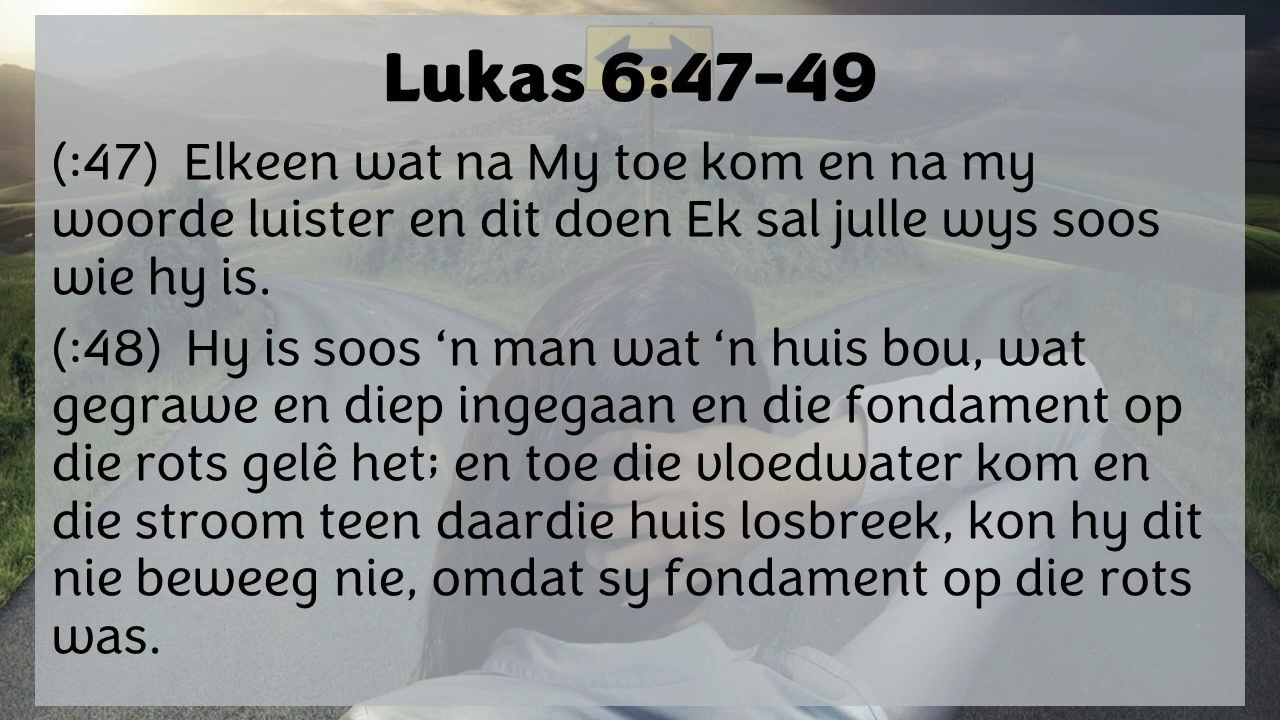 Lukas 6:47-49
(:47)  Elkeen wat na My toe kom en na my
woorde luister en dit doen Ek sal julle wys soos
wie hy is.
(:48)  Hy is soos ‘n man wat ‘n huis bou, wat
gegrawe en diep ingegaan en die fondament op
die rots gelê het; en toe die vloedwater kom en
die stroom teen daardie huis losbreek, kon hy dit
nie beweeg nie, omdat sy fondament op die rots
was.